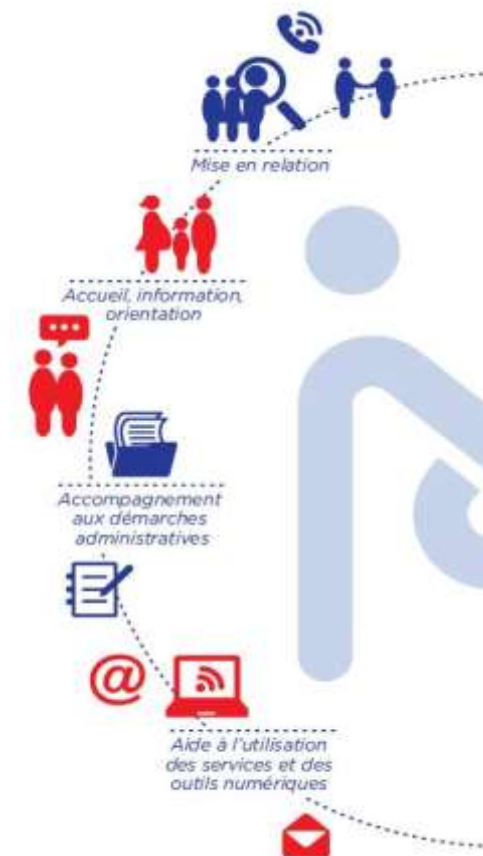 Mise en relation
Accueil, information,
orientation
Accompagnement
aux démarches
administratives
@
Aide à l'utilisation
des services et des
outils numériques